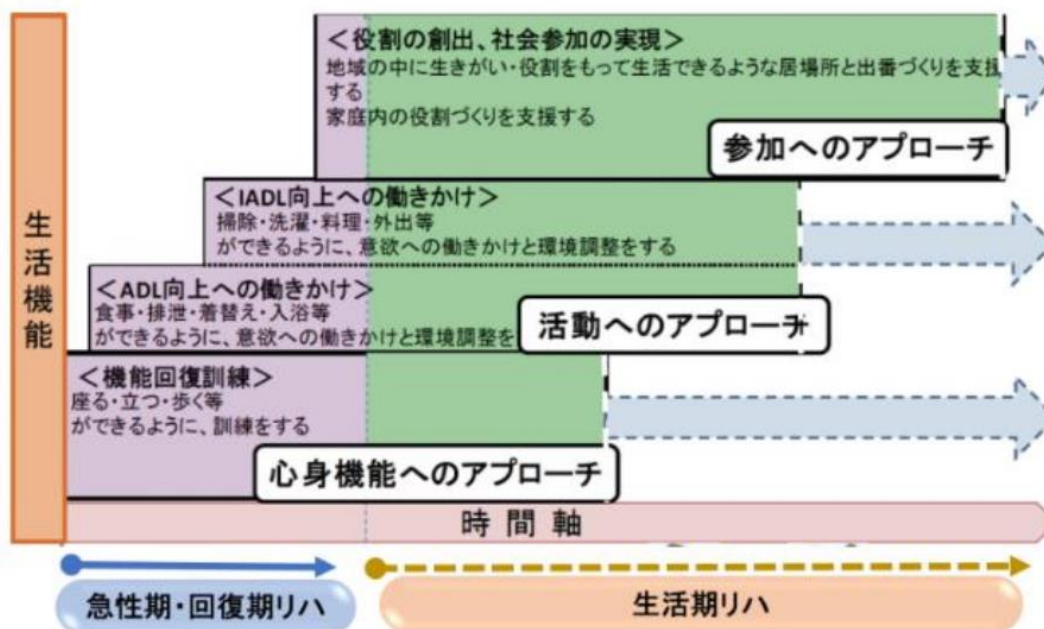 生活機能
＜役割の創出、社会参加の実現＞
地域の中に生きがい・役割をもって生活できるような居場所と出番づくりを支援
する
家庭内の役割づくりを支援する
参加へのアプローチ
＜IADL向上への働きかけ＞
掃除・洗濯・料理・外出等
ができるように、意欲への働きかけと環境調整をする
＜ADL向上への働きかけ＞
食事・排泄・着替え・入浴等
ができるように、意欲への働きかけと環境調整を
活動へのアプローチ
＜機能回復訓練＞
座る・立つ・歩く等
ができるように、訓練をする
心身機能へのアプローチ
時間軸
急性期・回復期リハ
生活期リハ